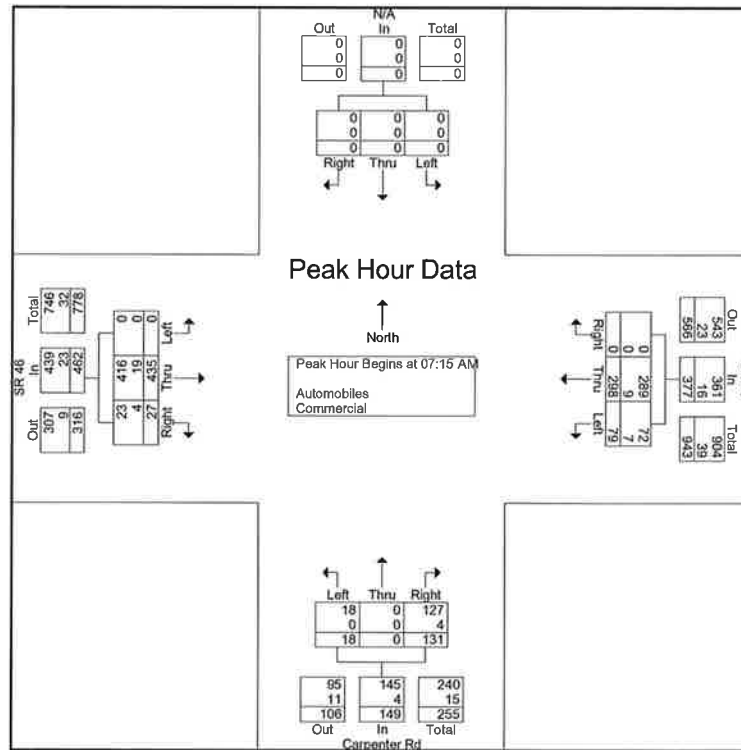 N/A
Out In Total
0 0 0
0 0 0
0 0 0
0 0 0
0 0 0
0 0 0
Right Thru Left
Peak Hour Data
North
Peak Hour Begins at 07:15 AM
Automobiles
Commercial
SR 46
Total In Out
746 439 307
32 23 9
778 462 316
Left Thru Right
0 416 23
0 19 4
0 435 27
Out In Total
543 361 904
23 16 39
566 377 943
Right Thru Left
0 289 72
0 9 7
0 298 79
Left Thru Right
18 0 127
0 0 4
18 0 131
95 145 240
11 4 15
106 149 255
Out In Total
Carpenter Rd